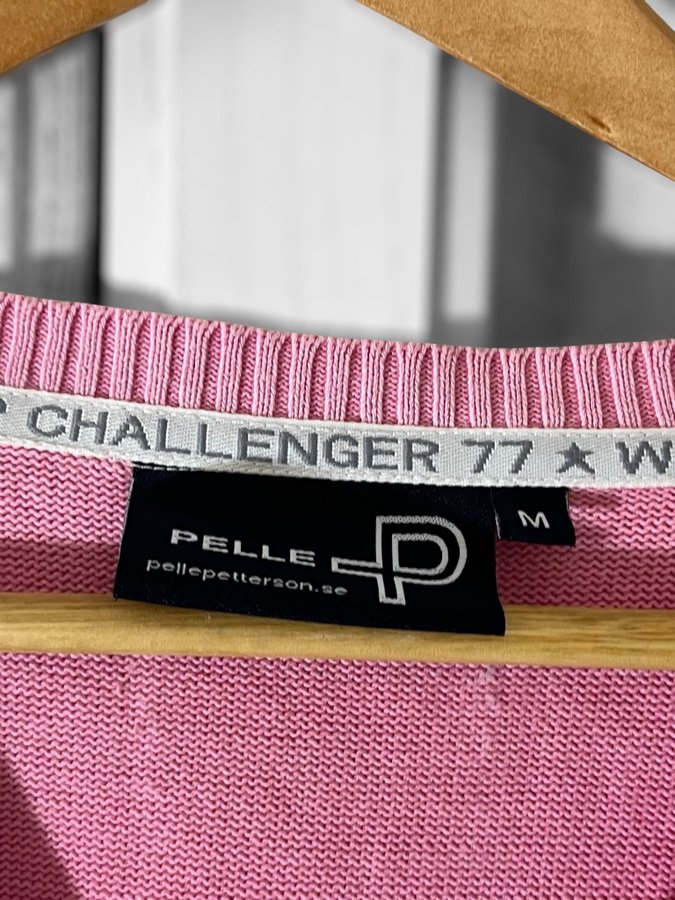 CHALLENGER 77 ★ W
PELLE P
pellepetterson.se
M